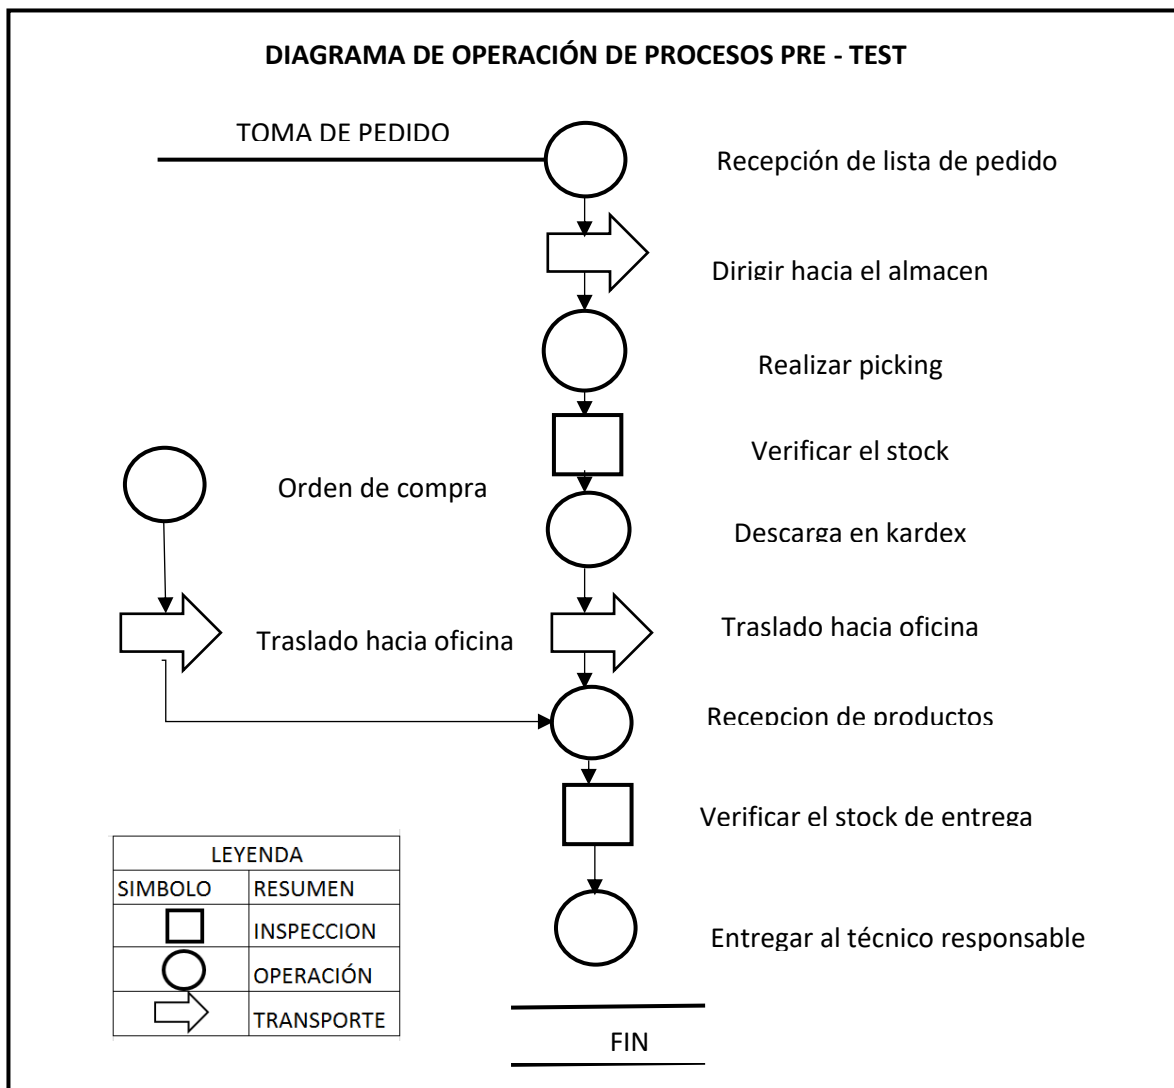 DIAGRAMA DE OPERACIÓN DE PROCESOS PRE - TEST
TOMA DE PEDIDO
Recepción de lista de pedido
Dirigir hacia el almacen
Realizar picking
Verificar el stock
Orden de compra
Descarga en kardex
Traslado hacia oficina
Traslado hacia oficina
Recepcion de productos
Verificar el stock de entrega
Entregar al técnico responsable
LEYENDA
SIMBOLO RESUMEN
INSPECCION
OPERACIÓN
TRANSPORTE
FIN